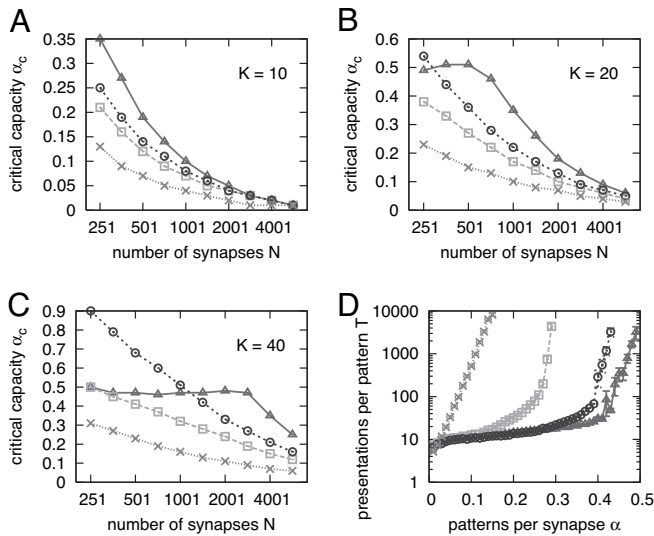 A
critical capacity αc
0.35
0.3
0.25
0.2
0.15
0.1
0.05
0
K = 10
251 501 1001 2001 4001
number of synapses N
B
critical capacity αc
0.6
0.5
0.4
0.3
0.2
0.1
0
K = 20
251 501 1001 2001 4001
number of synapses N
C
critical capacity αc
0.9
0.8
0.7
0.6
0.5
0.4
0.3
0.2
0.1
0
K = 40
251 501 1001 2001 4001
number of synapses N
D
presentations per pattern T
10000
1000
100
10
1
0 0.1 0.2 0.3 0.4 0.5
patterns per synapse α